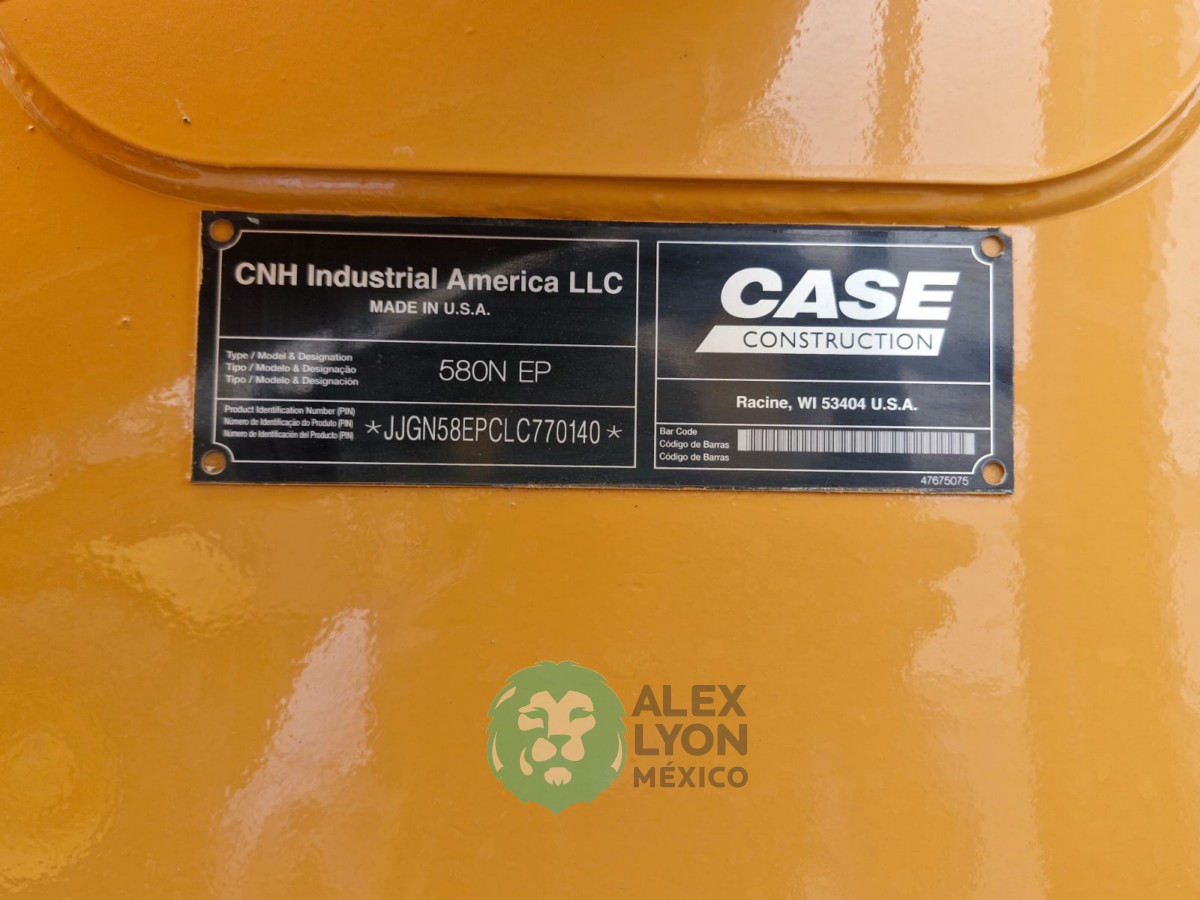 CNH Industrial America LLC
MADE IN U.S.A.
Type / Model & Designation
Tipo / Modelo & Designação
Tipo / Modelo & Designación
580N EP
Product Identification Number (PIN)
Número de Identificação do Produto (PIN)
Número de Identificación del Producto (PIN)
*JJGN58EPCLC770140*
CASE
CONSTRUCTION
Racine, WI 53404 U.S.A.
Bar Code
Código de Barras
Código de Barras
47675075
ALEX
LYON
MÉXICO